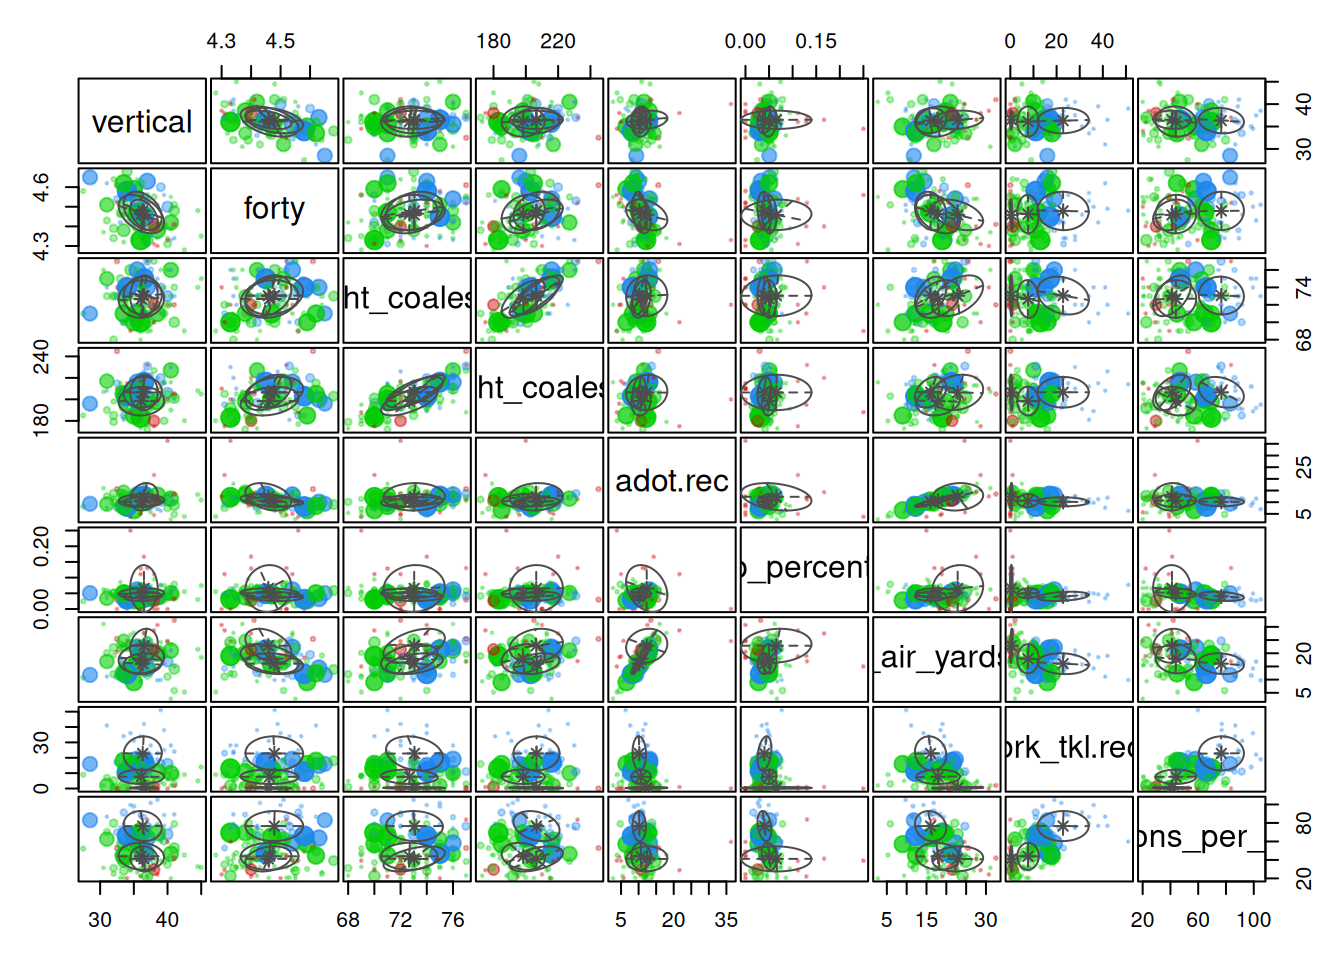 4.3 4.5 180 220 0.00 0.15 0 20 40
vertical
30 40
4.3 4.6
forty
ht_coales
68 74
180 240
ht_coales
adot.rec
5 25
0.00 0.20
p_percent
_air_yards
5 20
0 30
ork_tkl.rec
ons_per_
20 80
30 40 68 72 76 5 20 35 5 15 30 20 60 100